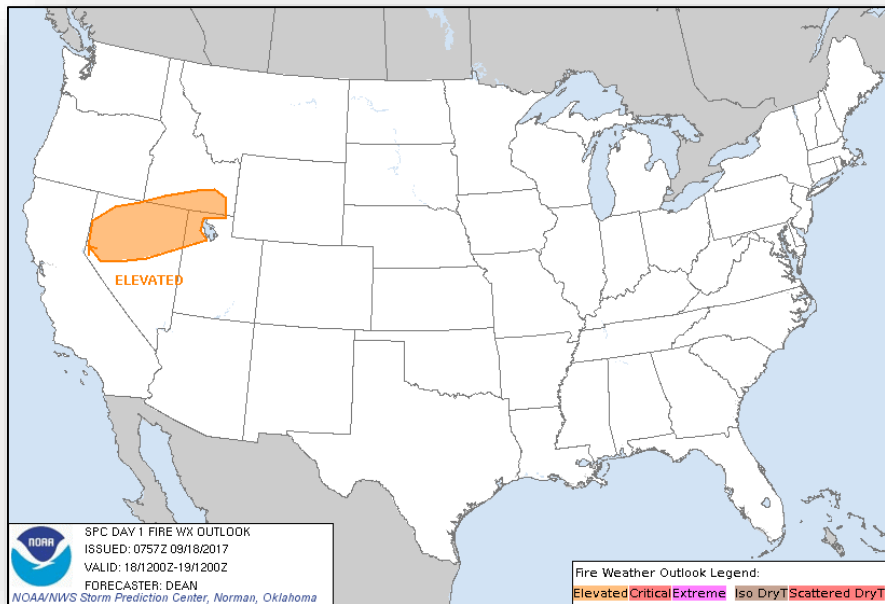 ELEVATED
noaa
SPC DAY 1 FIRE WX OUTLOOK
ISSUED: 0757Z 09/18/2017
VALID: 18/1200Z-19/1200Z
FORECASTER: DEAN
NOAA/NWS Storm Prediction Center, Norman, Oklahoma
Fire Weather Outlook Legend:
Elevated Critical Extreme Iso DryT Scattered DryT